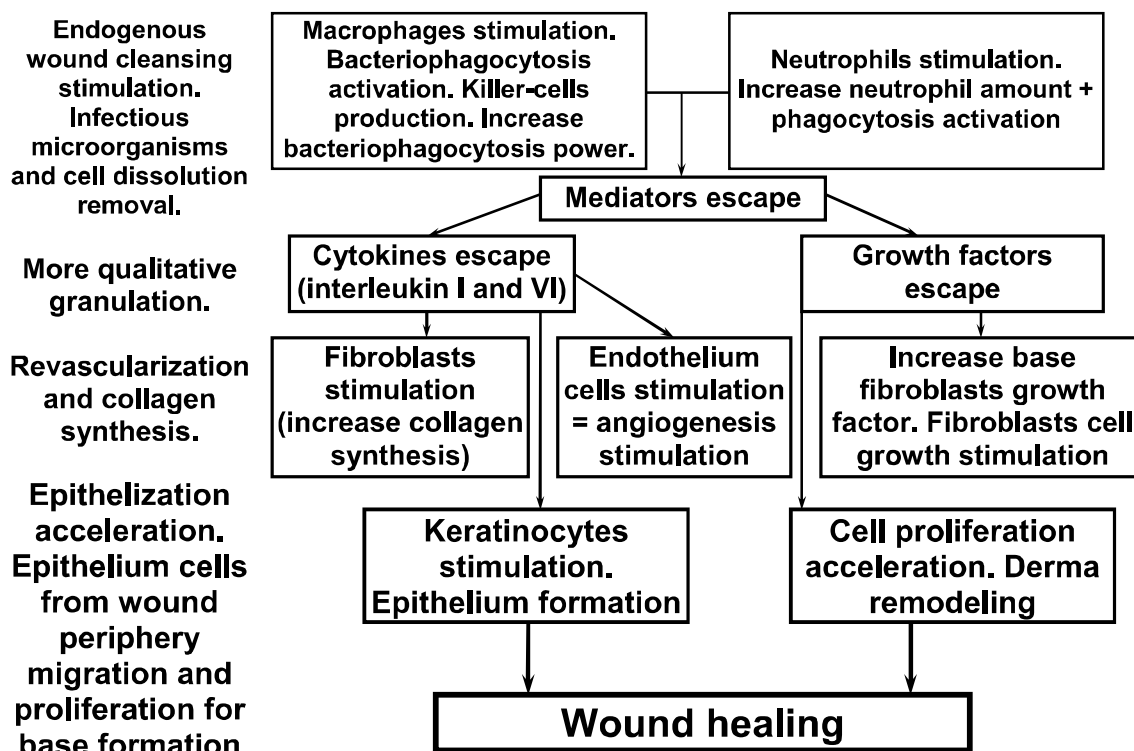 Endogenous
wound cleansing
stimulation.
Infectious
microorganisms
and cell dissolution
removal.
Macrophages stimulation.
Bacteriophagocytosis
activation. Killer-cells
production. Increase
bacteriophagocytosis power.
Neutrophils stimulation.
Increase neutrophil amount +
phagocytosis activation
Mediators escape
More qualitative
granulation.
Cytokines escape
(interleukin I and VI)
Growth factors
escape
Revascularization
and collagen
synthesis.
Fibroblasts
stimulation
(increase collagen
synthesis)
Endothelium
cells stimulation
= angiogenesis
stimulation
Increase base
fibroblasts growth
factor. Fibroblasts cell
growth stimulation
Epithelization
acceleration.
Epithelium cells
from wound
periphery
migration and
proliferation for
base formation
Keratinocytes
stimulation.
Epithelium formation
Cell proliferation
acceleration. Derma
remodeling
Wound healing